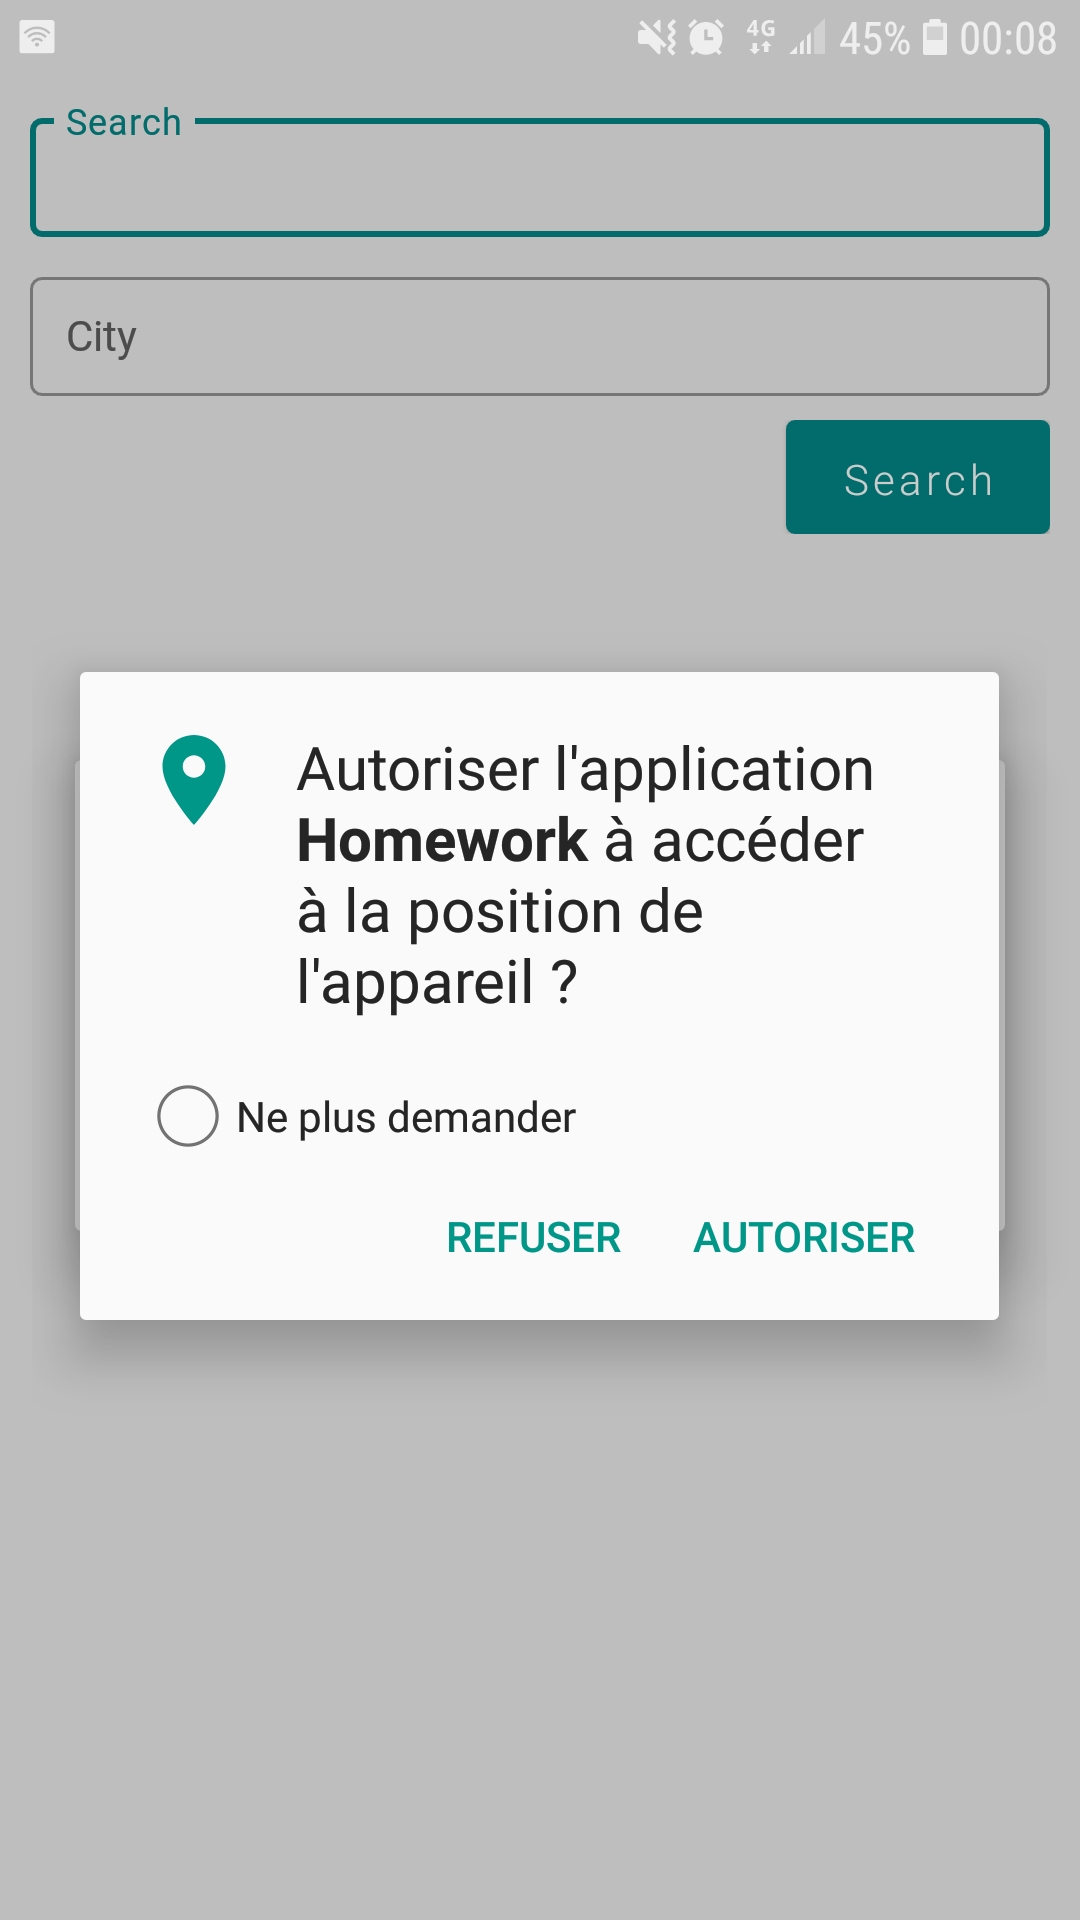 4G 45% 00:08
Search
City
Search
Autoriser l'application
Homework à accéder
à la position de
l'appareil ?
Ne plus demander
REFUSER AUTORISER